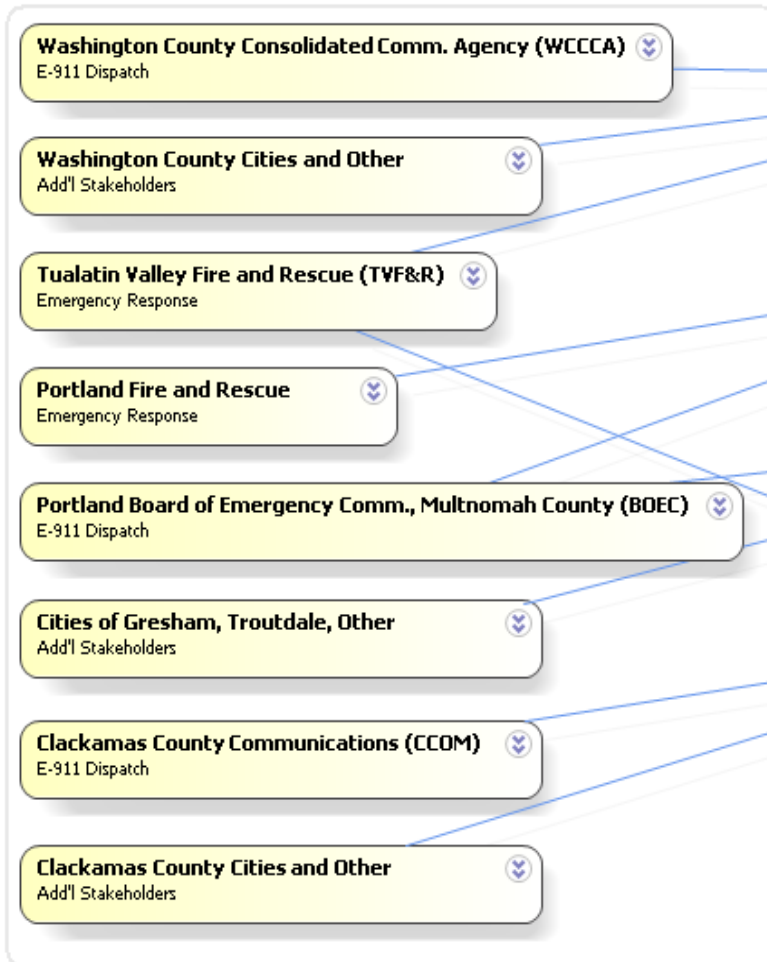 Washington County Consolidated Comm. Agency (WCCCA)
E-911 Dispatch
Washington County Cities and Other
Add'l Stakeholders
Tualatin Valley Fire and Rescue (TVF&R)
Emergency Response
Portland Fire and Rescue
Emergency Response
Portland Board of Emergency Comm., Multnomah County (BOEC)
E-911 Dispatch
Cities of Gresham, Troutdale, Other
Add'l Stakeholders
Clackamas County Communications (CCOM)
E-911 Dispatch
Clackamas County Cities and Other
Add'l Stakeholders